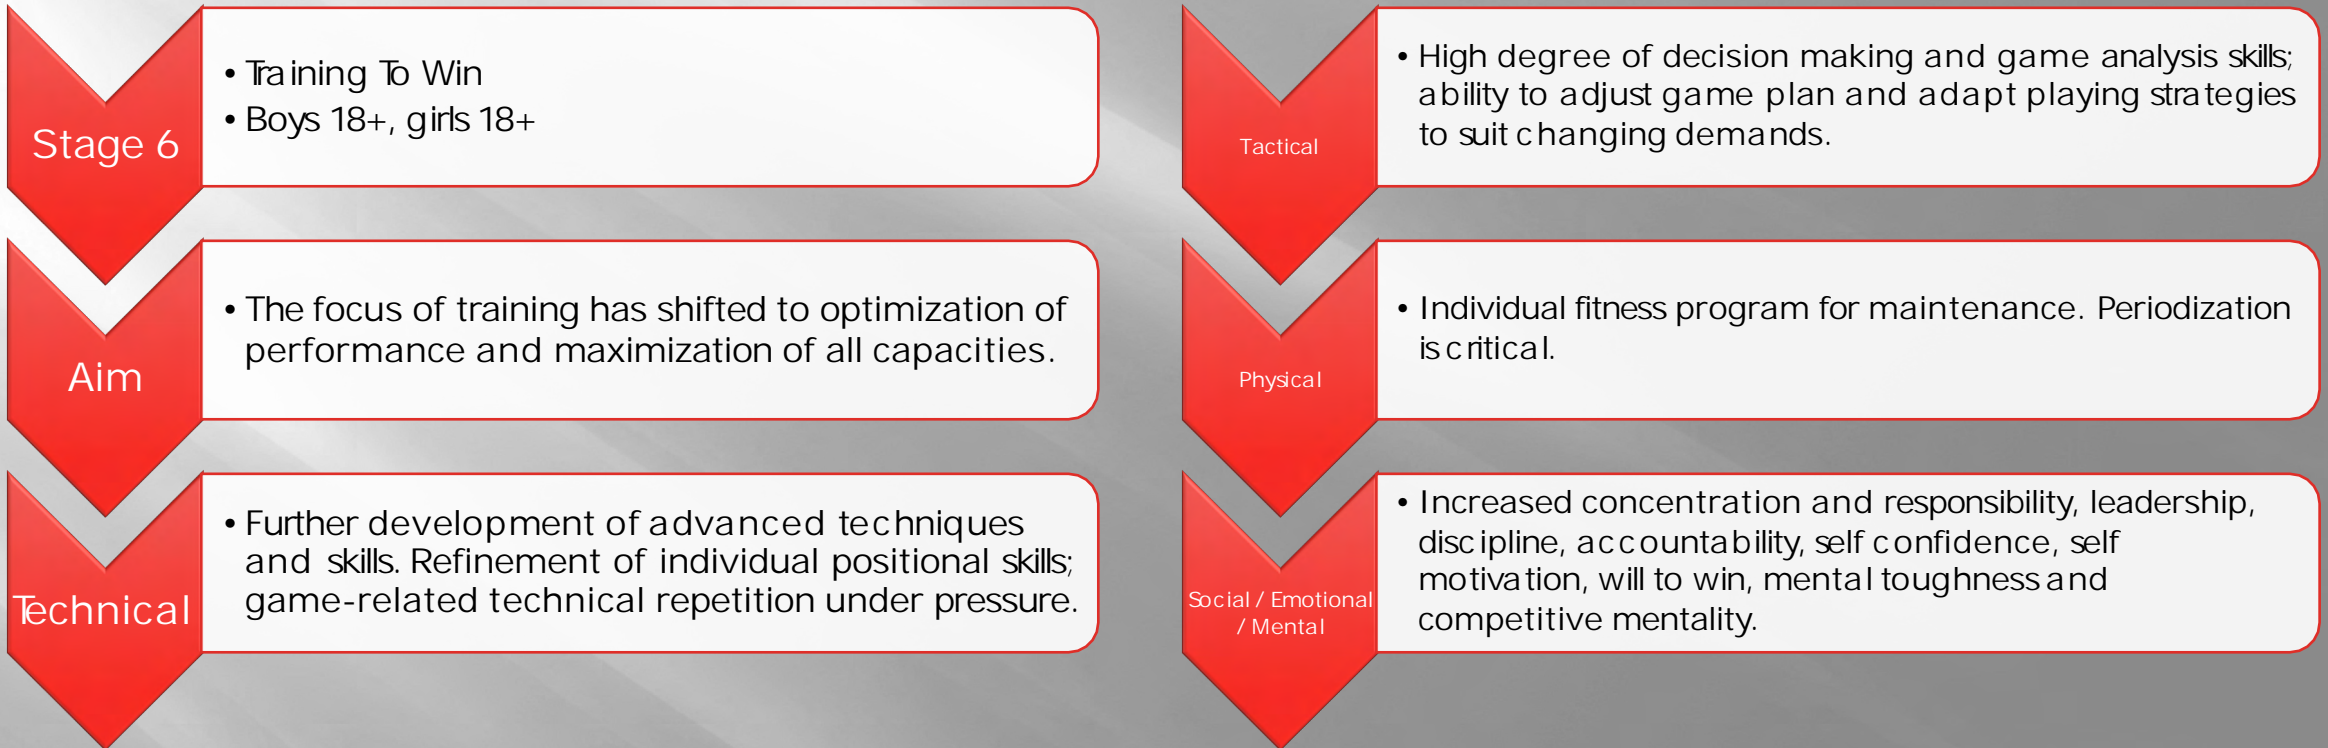 Stage 6
• Training To Win
• Boys 18+, girls 18+
Aim
• The focus of training has shifted to optimization of
performance and maximization of all capacities.
Technical
• Further development of advanced techniques
and skills. Refinement of individual positional skills;
game-related technical repetition under pressure.
Tactical
• High degree of decision making and game analysis skills;
ability to adjust game plan and adapt playing strategies
to suit changing demands.
Physical
• Individual fitness program for maintenance. Periodization
is critical.
Social / Emotional
/ Mental
• Increased concentration and responsibility, leadership,
discipline, accountability, self confidence, self
motivation, will to win, mental toughness and
competitive mentality.